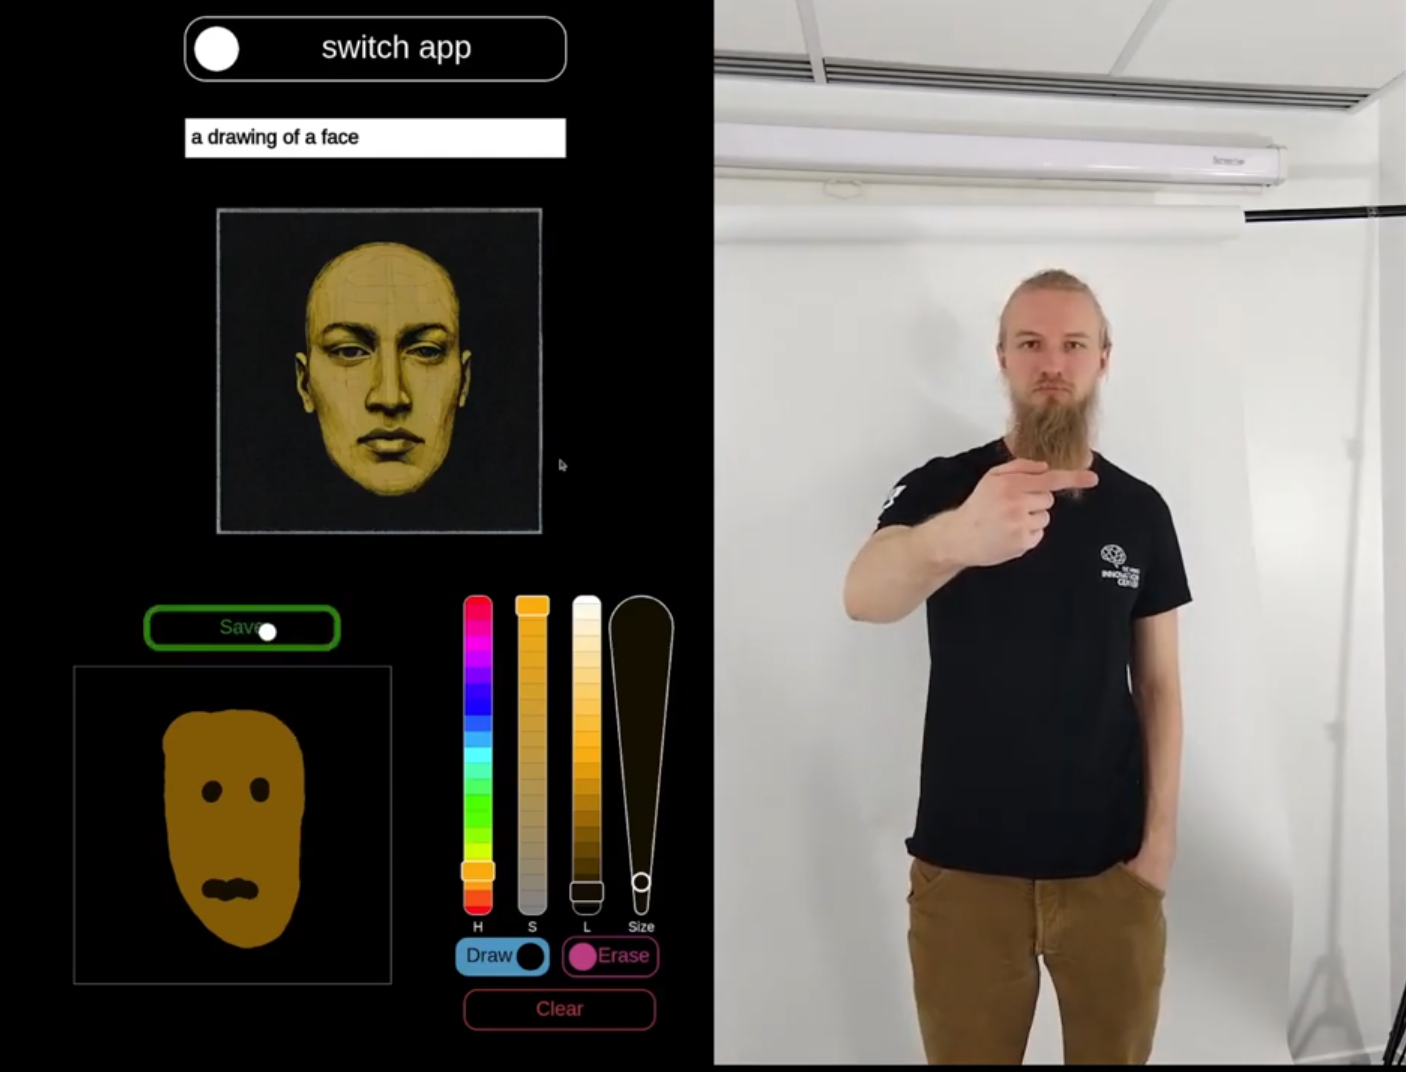 switch app
a drawing of a face
Save
H S L Size
Draw Erase
Clear
INNOVATION
CENTER